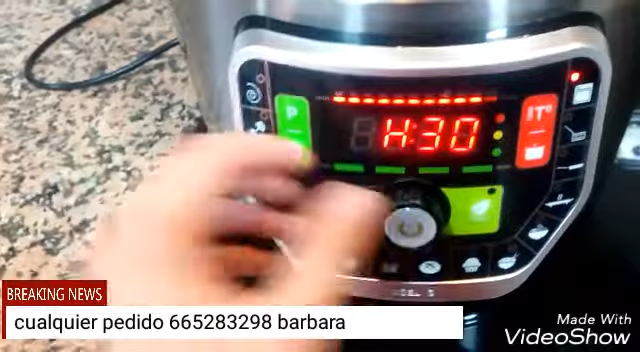 P
H:30
T°
BREAKING NEWS
cualquier pedido 665283298 barbara
Made With
VideoShow